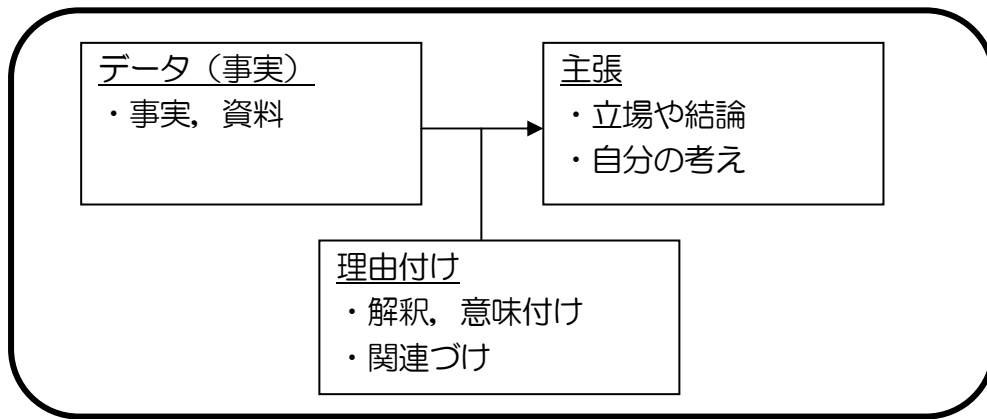 データ（事実）
・事実，資料
主張
・立場や結論
・自分の考え
理由付け
・解釈，意味付け
・関連づけ